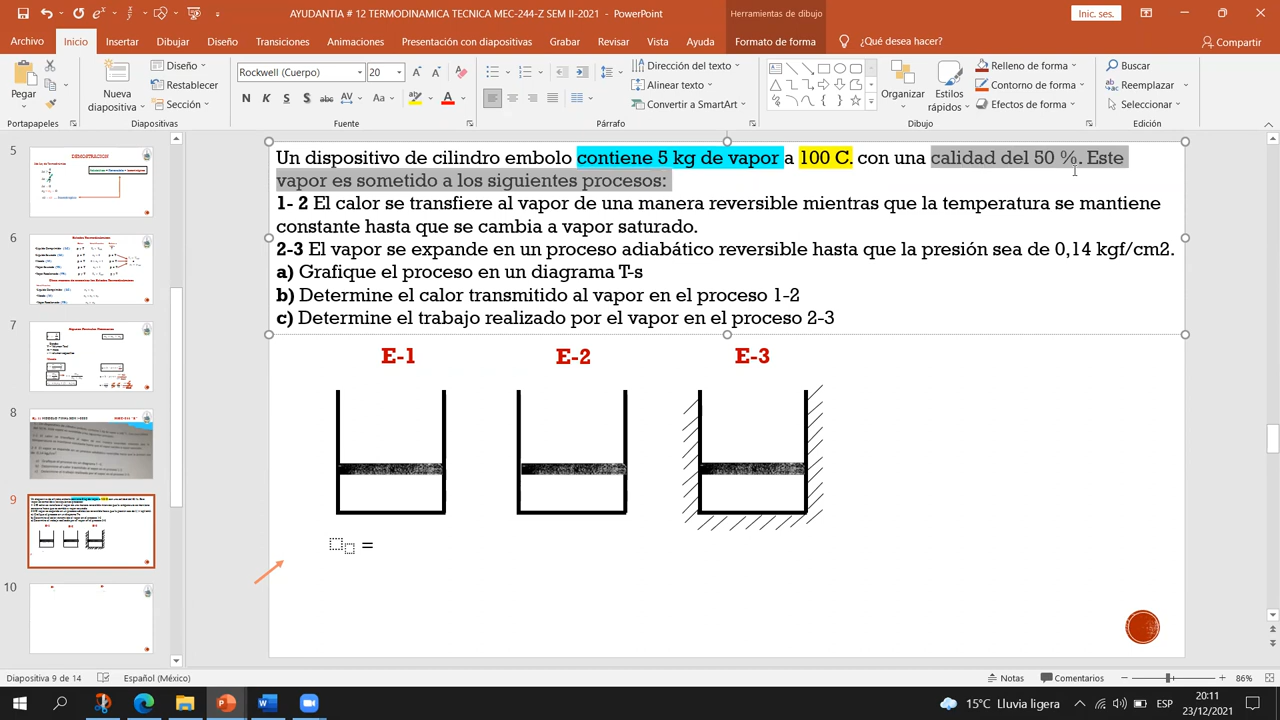 AYUDANTIA # 12 TERMODINAMICA TECNICA MEC-244-Z SEM II-2021 - PowerPoint
Herramientas de dibujo
Inic. ses.
Archivo Inicio Insertar Dibujar Diseño Transiciones Animaciones Presentación con diapositivas Grabar Revisar Vista Ayuda Formato de forma ¿Qué desea hacer? Compartir
Pegar
Nueva diapositiva
Diseño
Restablecer
Sección
Rockwell (Cuerpo) 20
N K S S abc AV Aa A
Dirección del texto
Alinear texto
Convertir a SmartArt
Organizar
Estilos rápidos
Relleno de forma
Contorno de forma
Efectos de forma
Buscar
Reemplazar
Seleccionar
Portapapeles Diapositivas Fuente Párrafo Dibujo Edición
Un dispositivo de cilindro embolo contiene 5 kg de vapor a 100 C. con una calidad del 50 %. Este
vapor es sometido a los siguientes procesos:
1- 2 El calor se transfiere al vapor de una manera reversible mientras que la temperatura se mantiene
constante hasta que se cambia a vapor saturado.
2-3 El vapor se expande en un proceso adiabático reversible hasta que la presión sea de 0,14 kgf/cm2.
a) Grafique el proceso en un diagrama T-s
b) Determine el calor transmitido al vapor en el proceso 1-2
c) Determine el trabajo realizado por el vapor en el proceso 2-3
E-1 E-2 E-3
=
5
DEMOSTRACION
7
8
9
10
Diapositiva 9 de 14
Español (México)
Notas
Comentarios
86%
15°C Lluvia ligera
ESP
20:11
23/12/2021